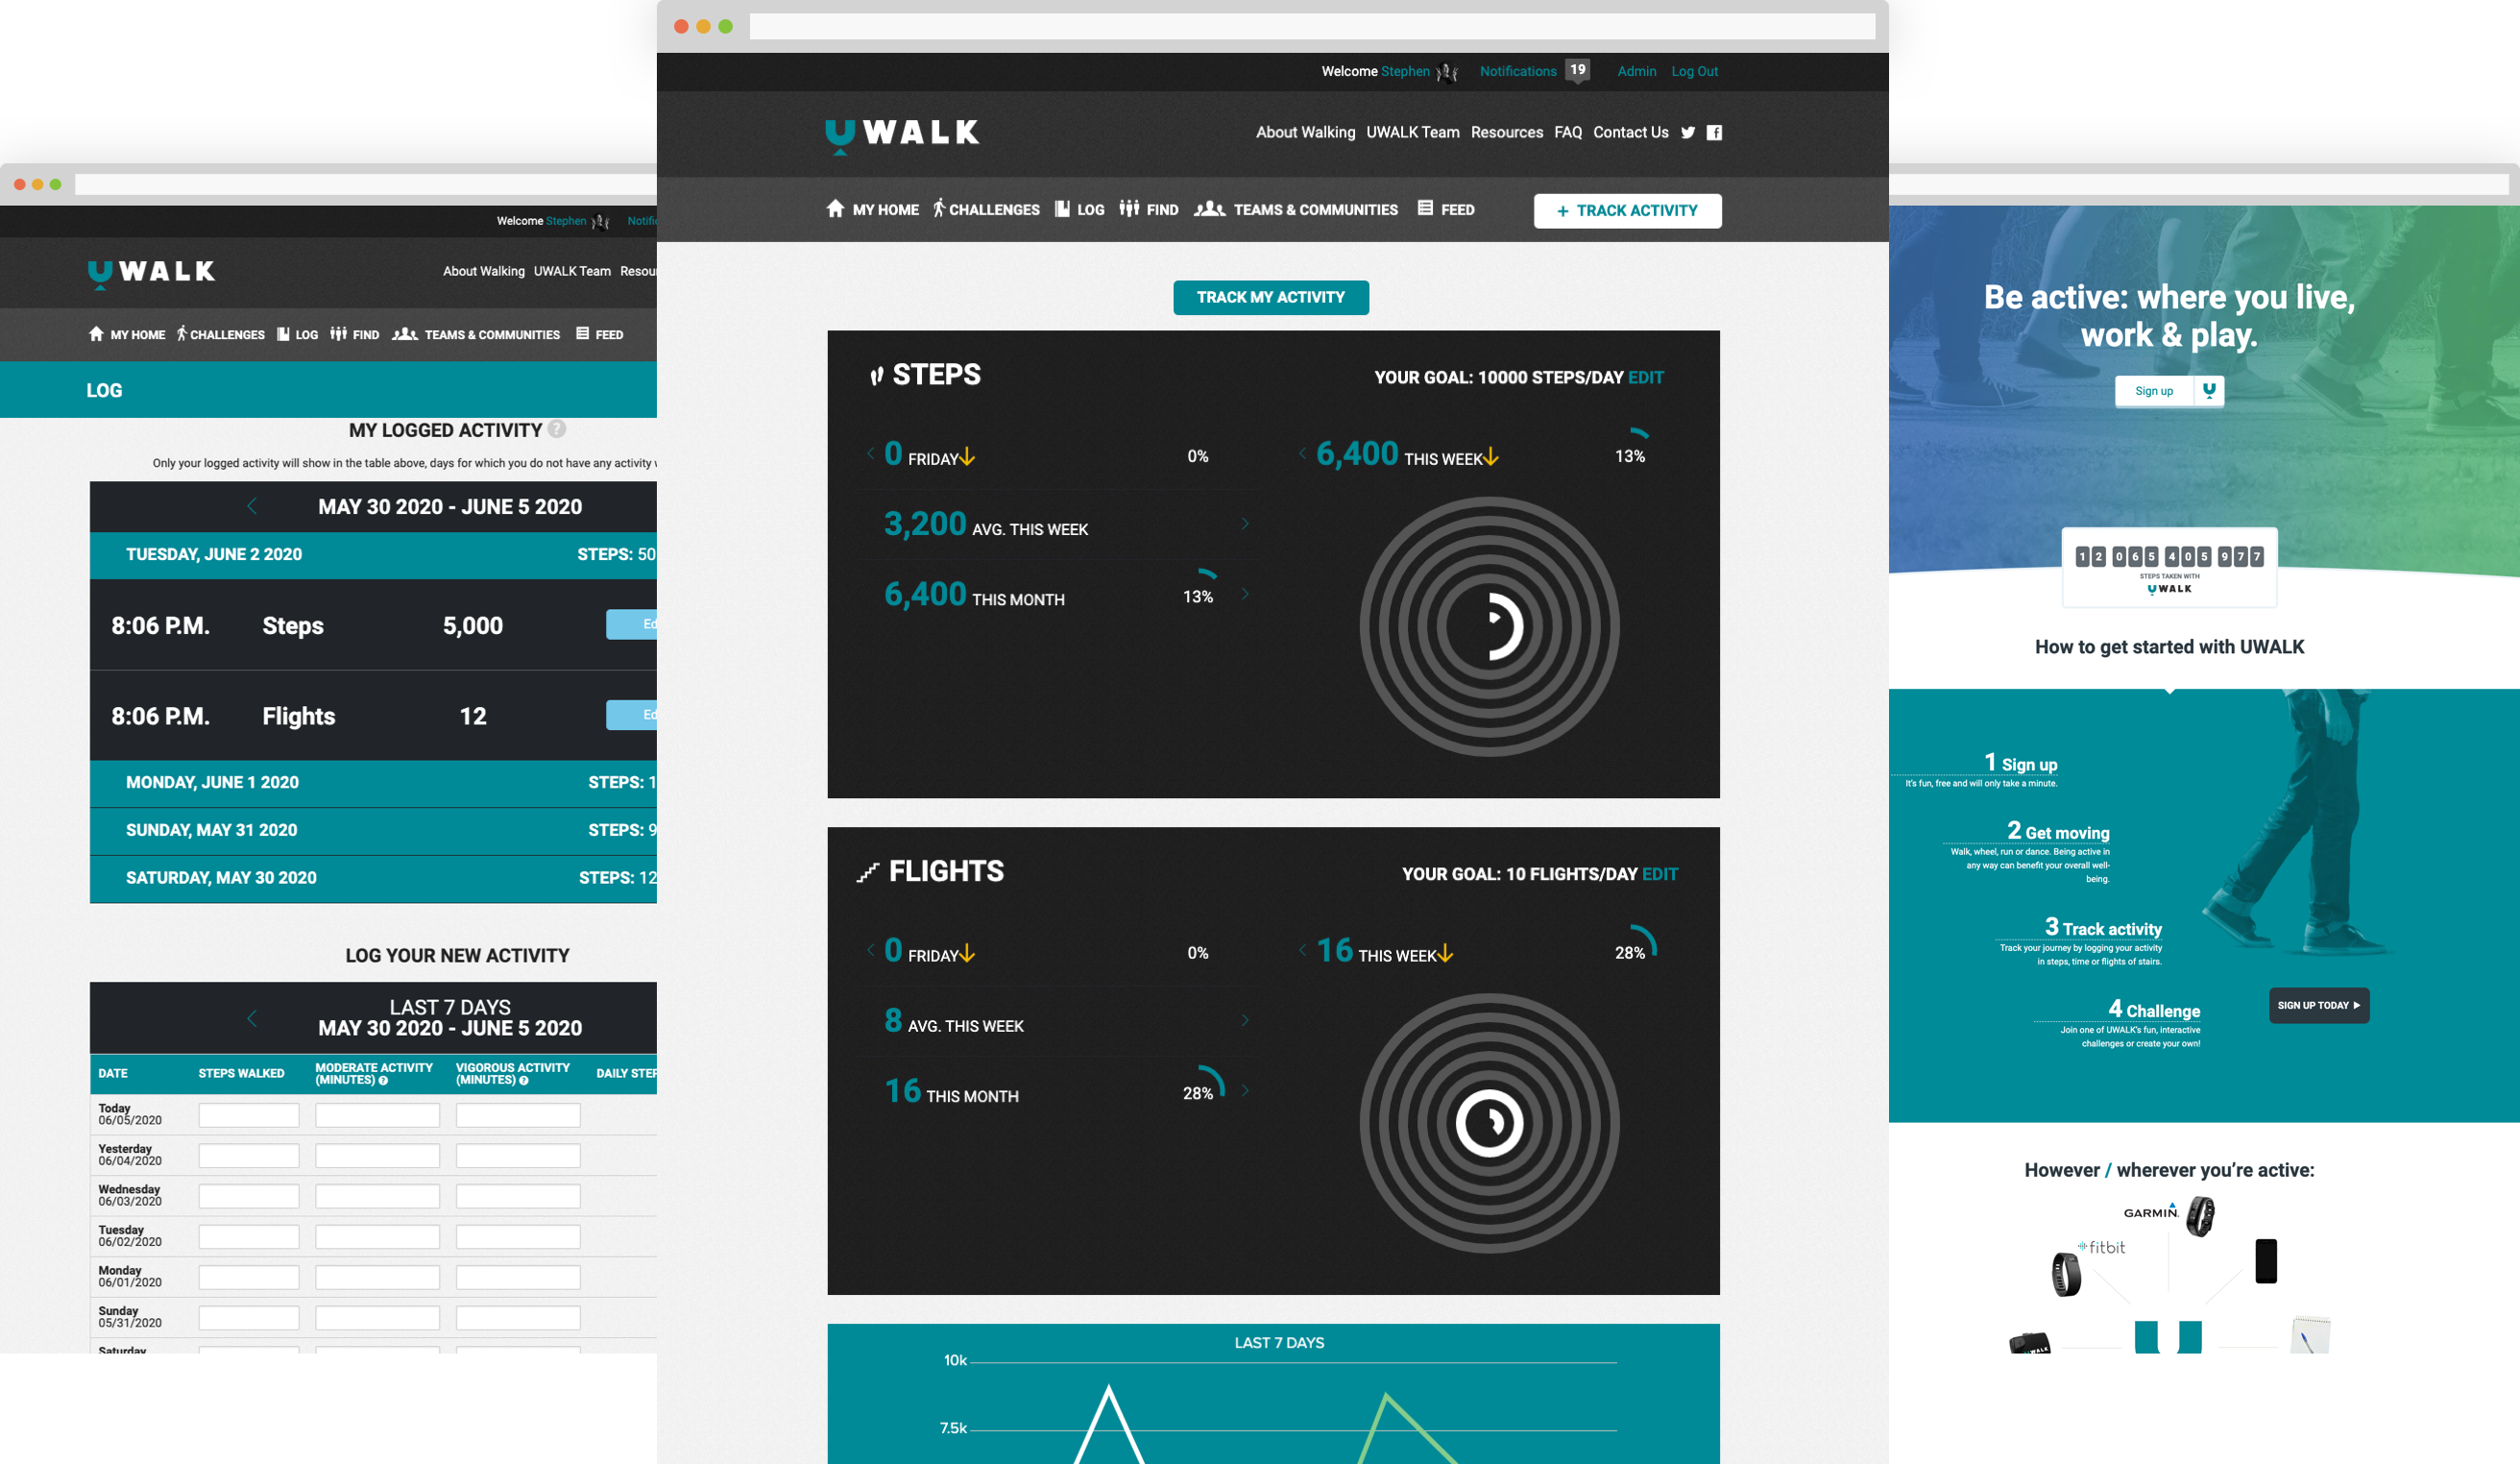 Welcome Stephen
UWALK
About Walking UWALK Team
MY HOME CHALLENGES LOG FIND TEAMS & COMMUNITIES FEED
LOG
MY LOGGED ACTIVITY ?
Only your logged activity will show in the table above, days for which you do not have any activity
MAY 30 2020 - JUNE 5 2020
TUESDAY, JUNE 2 2020 STEPS: 50
8:06 P.M. Steps 5,000 Ed
8:06 P.M. Flights 12 Ed
MONDAY, JUNE 1 2020 STEPS: 1
SUNDAY, MAY 31 2020 STEPS: 9
SATURDAY, MAY 30 2020 STEPS: 12
LOG YOUR NEW ACTIVITY
LAST 7 DAYS
MAY 30 2020 - JUNE 5 2020
DATE STEPS WALKED MODERATE ACTIVITY (MINUTES) ? VIGOROUS ACTIVITY (MINUTES) ? DAILY STEP
Today
06/05/2020
Yesterday
06/04/2020
Wednesday
06/03/2020
Tuesday
06/02/2020
Monday
06/01/2020
Sunday
05/31/2020
Saturday
Welcome Stephen Notifications 19 Admin Log Out
UWALK
About Walking UWALK Team Resources FAQ Contact Us
MY HOME CHALLENGES LOG FIND TEAMS & COMMUNITIES FEED + TRACK ACTIVITY
TRACK MY ACTIVITY
STEPS YOUR GOAL: 10000 STEPS/DAY EDIT
0 FRIDAY 0% 6,400 THIS WEEK 13%
3,200 AVG. THIS WEEK
6,400 THIS MONTH 13%
FLIGHTS YOUR GOAL: 10 FLIGHTS/DAY EDIT
0 FRIDAY 0% 16 THIS WEEK 28%
8 AVG. THIS WEEK
16 THIS MONTH 28%
LAST 7 DAYS
10k
7.5k
Be active: where you live,
work & play.
Sign up U
12 065 405 977
STEPS TAKEN WITH
UWALK
How to get started with UWALK
1 Sign up
It's fun, free and will only take a minute.
2 Get moving
Walk, wheel, run or dance. Being active in
any way can benefit your overall well-
being.
3 Track activity
Track your journey by logging your activity
in steps, time or flights of stairs.
4 Challenge
Join one of UWALK's fun, interactive
challenges or create your own!
SIGN UP TODAY
However / wherever you're active:
GARMIN
fitbit
UWALK